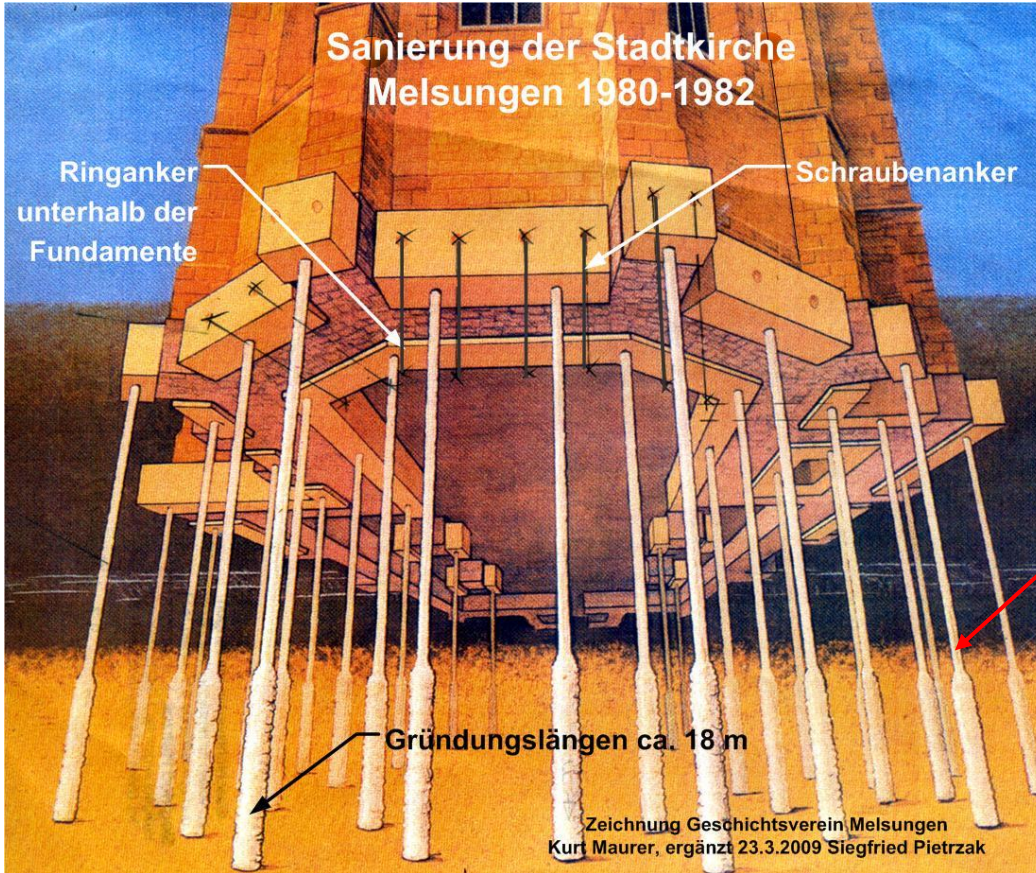 Sanierung der Stadtkirche
Melsungen 1980-1982
Ringanker
unterhalb der
Fundamente
Schraubenanker
Gründungslängen ca. 18 m
Zeichnung Geschichtsverein Melsungen
Kurt Maurer, ergänzt 23.3.2009 Siegfried Pietrzak